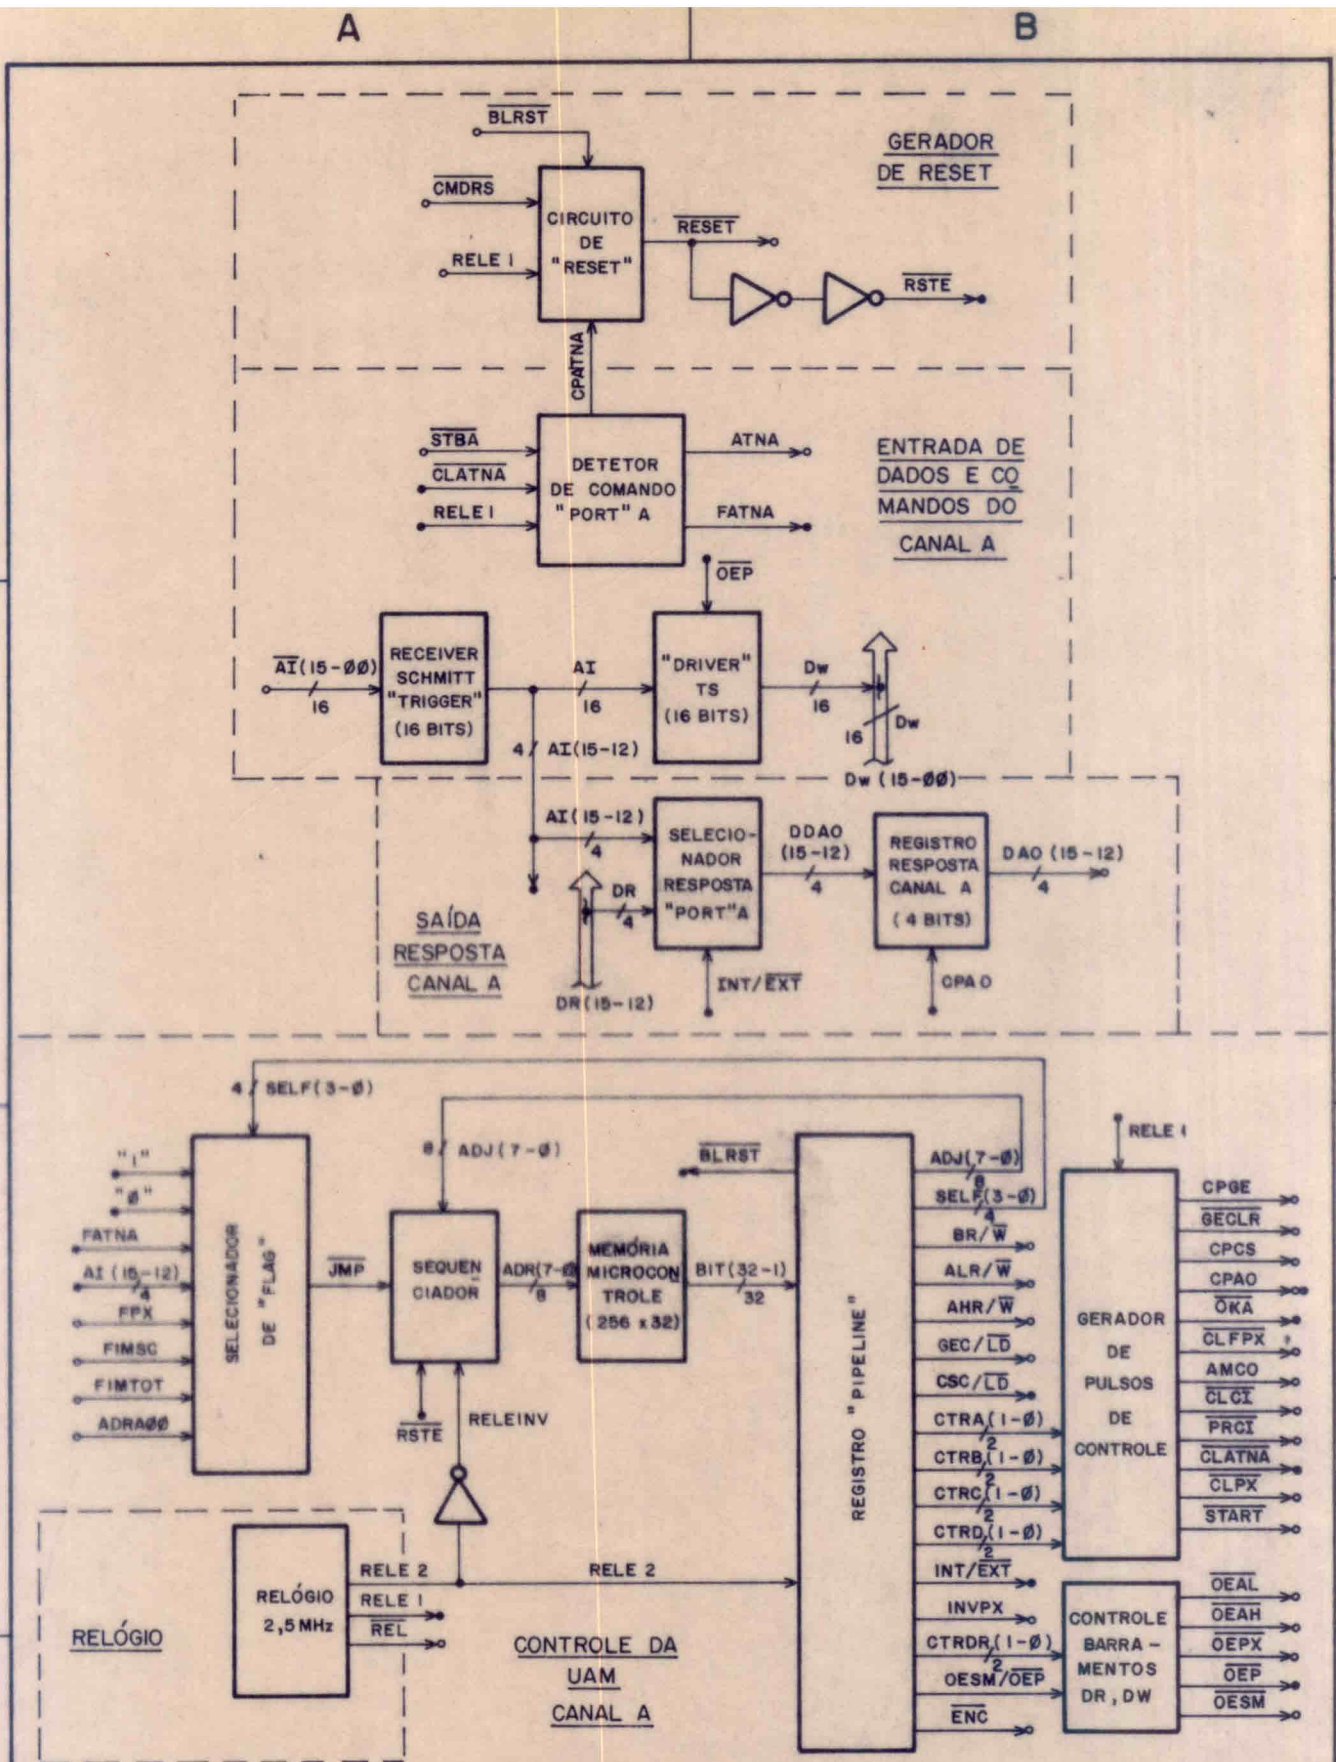 A
B
BLRST
GERADOR
DE RESET
CMDRS
CIRCUITO
DE
"RESET"
RELE 1
RESET
RSTE
CPATNA
STBA
CLATNA
RELE 1
DETETOR
DE COMANDO
"PORT" A
ATNA
FATNA
ENTRADA DE
DADOS E CO
MANDOS DO
CANAL A
OEP
AI(15-ØØ)
16
RECEIVER
SCHMITT
"TRIGGER"
(16 BITS)
AI
16
"DRIVER"
TS
(16 BITS)
Dw
16
16
Dw
4
AI(15-12)
Dw (15-ØØ)
AI(15-12)
4
DR
4
SELECIO-
NADOR
RESPOSTA
"PORT"A
DDAO
(15-12)
4
REGISTRO
RESPOSTA
CANAL A
(4 BITS)
DAO (15-12)
4
SAÍDA
RESPOSTA
CANAL A
DR(15-12)
INT/EXT
CPAO
4
SELF(3-Ø)
8
ADJ(7-Ø)
BLRST
RELE 1
"1"
"Ø"
FATNA
AI (15-12)
4
FPX
FIMSC
FIMTOT
ADRAØØ
SELECIONADOR
DE "FLAG"
JMP
SEQUEN
CIADOR
ADR(7-Ø)
8
MEMÓRIA
MICROCON
TROLE
(256 x 32)
BIT(32-1)
32
RSTE
RELEINV
REGISTRO "PIPELINE"
ADJ(7-Ø)
8
SELF(3-Ø)
4
BR/W
ALR/W
AHR/W
GEC/LD
CSC/LD
CTRA(1-Ø)
2
CTRB(1-Ø)
2
CTRC(1-Ø)
2
CTRD(1-Ø)
2
INT/EXT
INVPX
CTRDR(1-Ø)
2
OESM/OEP
ENC
GERADOR
DE
PULSOS
DE
CONTROLE
CPGE
GECLR
CPCS
CPAO
OKA
CLFPX
AMCO
CLCI
PRCI
CLATNA
CLPX
START
CONTROLE
BARRA-
MENTOS
DR, DW
OEAL
OEAH
OEPX
OEP
OESM
RELÓGIO
RELÓGIO
2,5 MHz
RELE 2
RELE 1
REL
RELE 2
CONTROLE DA
UAM
CANAL A